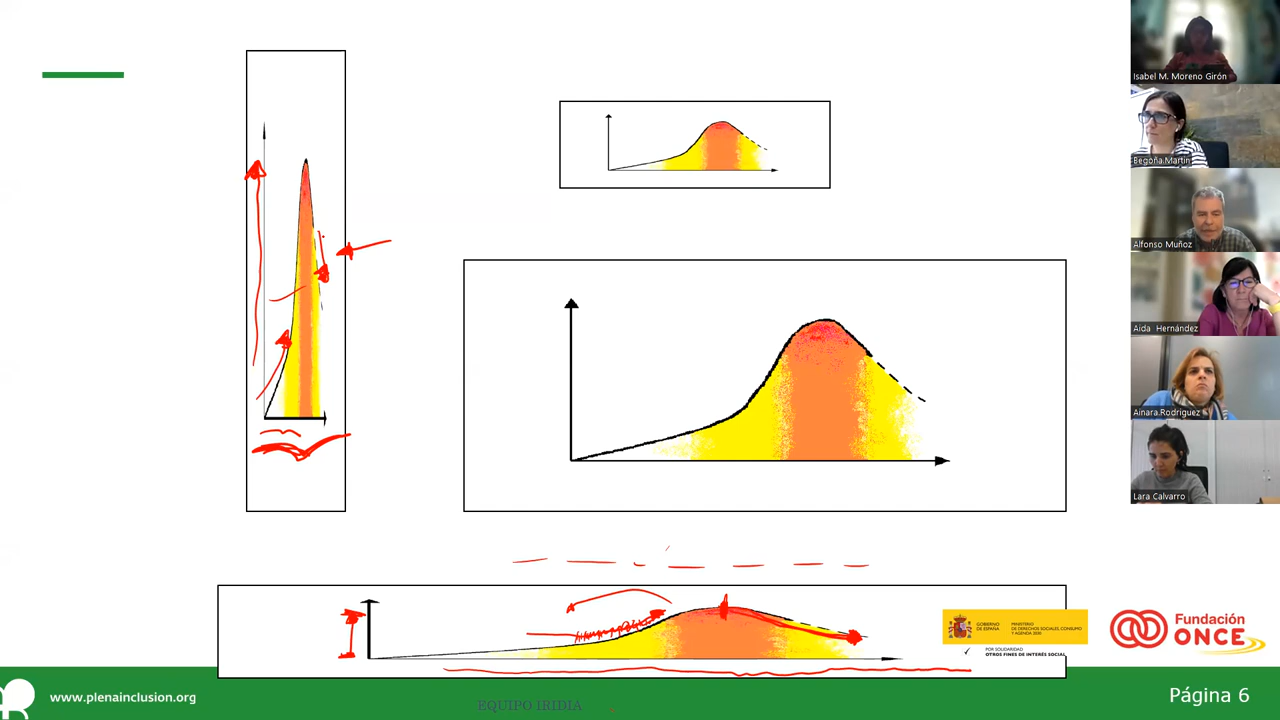 Isabel M. Moreno Girón
Begoña.Martin
Alfonso Muñoz
Aida Hernández
Ainara.Rodriguez
Lara Calvarro
GOBIERNO
DE ESPAÑA
MINISTERIO
DE DERECHOS SOCIALES, CONSUMO
Y AGENDA 2030
POR SOLIDARIDAD
OTROS FINES DE INTERÉS SOCIAL
Fundación
ONCE
www.plenainclusion.org
EQUIPO IRIDIA
Página 6